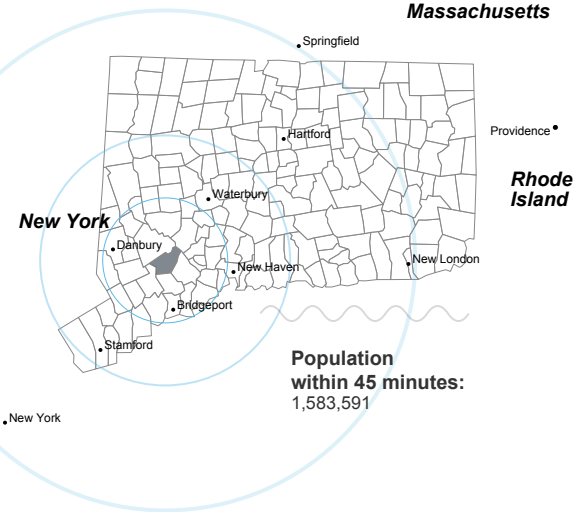 Massachusetts
Springfield
Hartford
Providence
Rhode
Island
Waterbury
New York
Danbury
New Haven
New London
Bridgeport
Stamford
Population
within 45 minutes:
1,583,591
New York